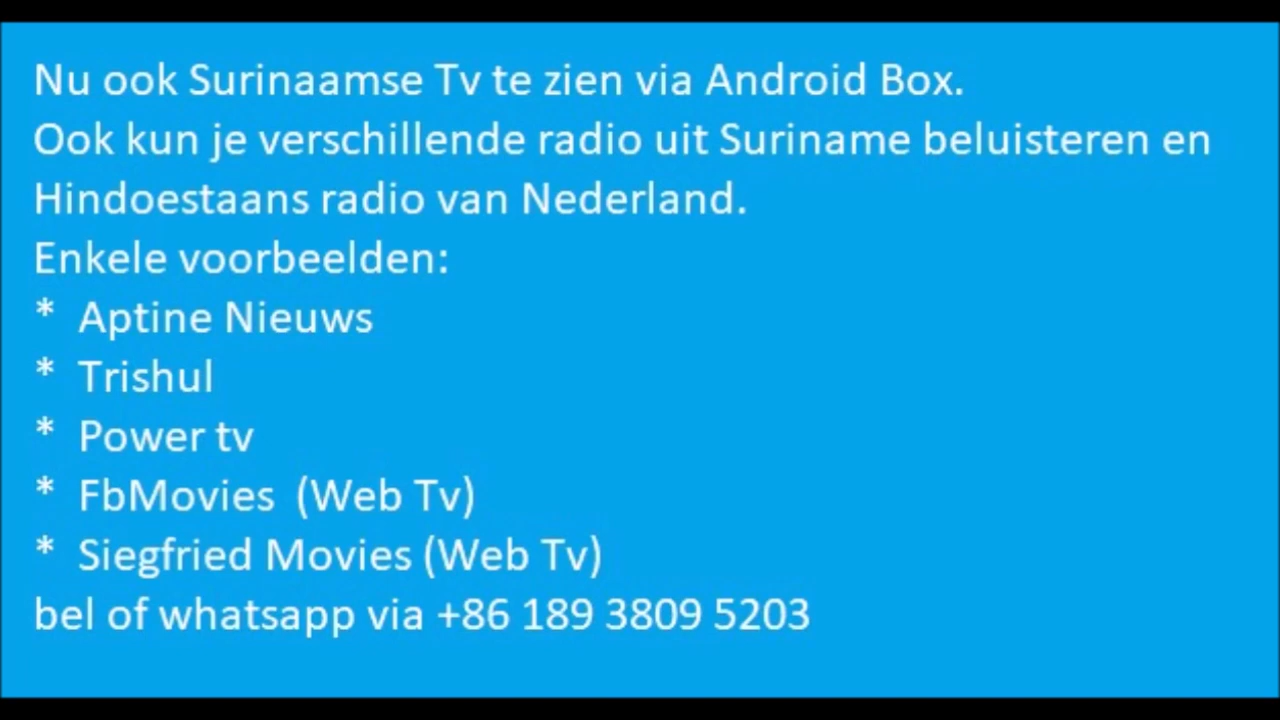 Nu ook Surinaamse Tv te zien via Android Box.
Ook kun je verschillende radio uit Suriname beluisteren en
Hindoestaans radio van Nederland.
Enkele voorbeelden:
* Aptine Nieuws
* Trishul
* Power tv
* FbMovies (Web Tv)
* Siegfried Movies (Web Tv)
bel of whatsapp via +86 189 3809 5203